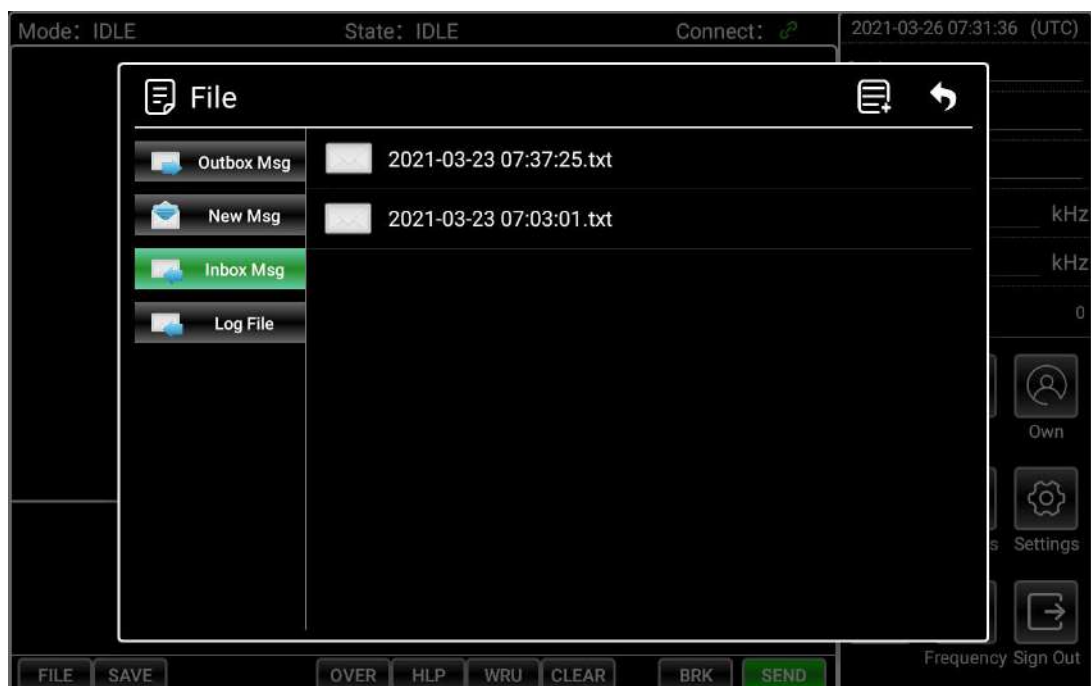 Mode: IDLE State: IDLE Connect: 2021-03-26 07:31:36 (UTC)
File
Outbox Msg 2021-03-23 07:37:25.txt
New Msg 2021-03-23 07:03:01.txt
kHz
Inbox Msg
kHz
Log File
0
Own
s Settings
Frequency Sign Out
FILE SAVE OVER HLP WRU CLEAR BRK SEND